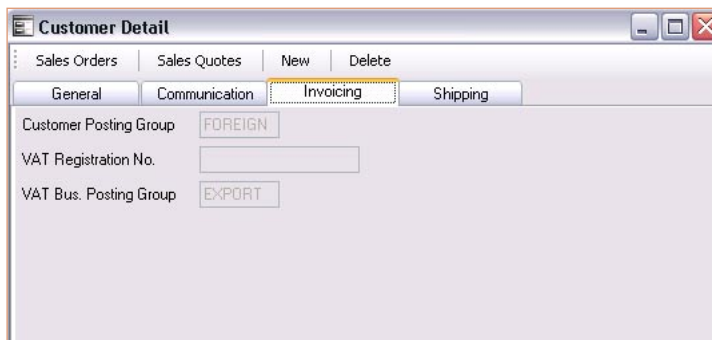 Customer Detail
Sales Orders Sales Quotes New Delete
General Communication Invoicing Shipping
Customer Posting Group FOREIGN
VAT Registration No.
VAT Bus. Posting Group EXPORT